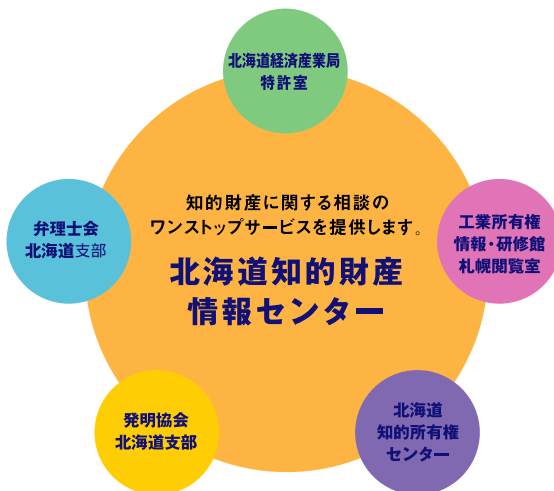 北海道経済産業局
特許室
知的財産に関する相談の
ワンストップサービスを提供します。
北海道知的財産
情報センター
弁理士会
北海道支部
工業所有権
情報・研修館
札幌閲覧室
発明協会
北海道支部
北海道
知的所有権
センター